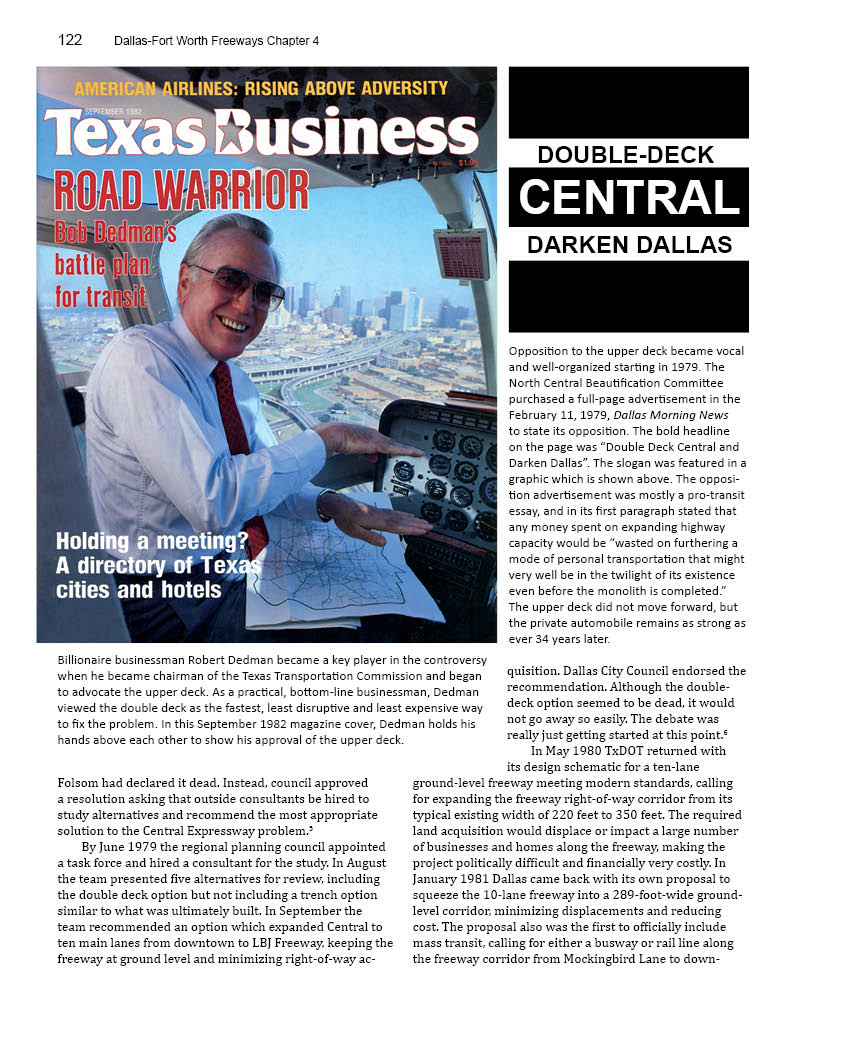 122 Dallas-Fort Worth Freeways Chapter 4
AMERICAN AIRLINES: RISING ABOVE ADVERSITY
SEPTEMBER 1982
Texas Business
$1.95
ROAD WARRIOR
Bob Dedman's
battle plan
for transit
Holding a meeting?
A directory of Texas
cities and hotels
DOUBLE-DECK
CENTRAL
DARKEN DALLAS
Opposition to the upper deck became vocal
and well-organized starting in 1979. The
North Central Beautification Committee
purchased a full-page advertisement in the
February 11, 1979, Dallas Morning News
to state its opposition. The bold headline
on the page was “Double Deck Central and
Darken Dallas”. The slogan was featured in a
graphic which is shown above. The opposi-
tion advertisement was mostly a pro-transit
essay, and in its first paragraph stated that
any money spent on expanding highway
capacity would be “wasted on furthering a
mode of personal transportation that might
very well be in the twilight of its existence
even before the monolith is completed.”
The upper deck did not move forward, but
the private automobile remains as strong as
ever 34 years later.
Billionaire businessman Robert Dedman became a key player in the controversy
when he became chairman of the Texas Transportation Commission and began
to advocate the upper deck. As a practical, bottom-line businessman, Dedman
viewed the double deck as the fastest, least disruptive and least expensive way
to fix the problem. In this September 1982 magazine cover, Dedman holds his
hands above each other to show his approval of the upper deck.
Folsom had declared it dead. Instead, council approved
a resolution asking that outside consultants be hired to
study alternatives and recommend the most appropriate
solution to the Central Expressway problem.⁵
By June 1979 the regional planning council appointed
a task force and hired a consultant for the study. In August
the team presented five alternatives for review, including
the double deck option but not including a trench option
similar to what was ultimately built. In September the
team recommended an option which expanded Central to
ten main lanes from downtown to LBJ Freeway, keeping the
freeway at ground level and minimizing right-of-way ac-
quisition. Dallas City Council endorsed the
recommendation. Although the double-
deck option seemed to be dead, it would
not go away so easily. The debate was
really just getting started at this point.⁶
In May 1980 TxDOT returned with
its design schematic for a ten-lane
ground-level freeway meeting modern standards, calling
for expanding the freeway right-of-way corridor from its
typical existing width of 220 feet to 350 feet. The required
land acquisition would displace or impact a large number
of businesses and homes along the freeway, making the
project politically difficult and financially very costly. In
January 1981 Dallas came back with its own proposal to
squeeze the 10-lane freeway into a 289-foot-wide ground-
level corridor, minimizing displacements and reducing
cost. The proposal also was the first to officially include
mass transit, calling for either a busway or rail line along
the freeway corridor from Mockingbird Lane to down-